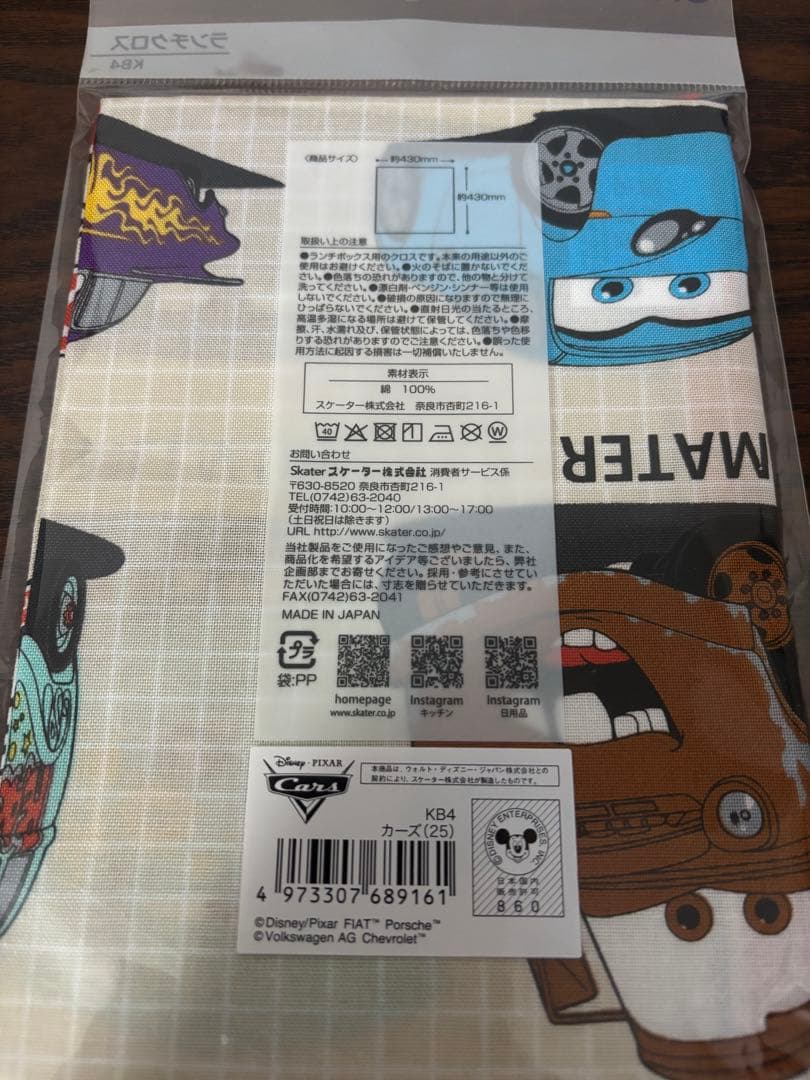 ランチクロス
KB4
〈商品サイズ〉
約430mm
約430mm
取扱い上の注意
●ランチボックス用のクロスです。本来の用途以外のご
使用はお避けください。●火のそばに置かないでくだ
さい。●色落ちの恐れがありますので、他の物と分けて
洗ってください。●漂白剤・ベンジン・シンナー等は使用
しないでください。●破損の原因になりますので無理に
ひっぱらないでください。●直射日光の当たるところ、
高温多湿になる場所は避けて保管してください。●摩
擦、汗、水濡れ及び、保管状態によっては、色落ちや色移
りする恐れがありますのでご注意ください。●誤った使
用方法に起因する損害は一切補償いたしません。
素材表示
綿 100%
スケーター株式会社 奈良市杏町216-1
40 W
お問い合わせ
Skater スケーター株式会社 消費者サービス係
〒630-8520 奈良市杏町216-1
TEL(0742)63-2040
受付時間:10:00～12:00/13:00～17:00
(土日祝日は除きます)
URL http://www.skater.co.jp/
当社製品をご使用になったご感想やご意見、また、
商品化を希望するアイデア等ございましたら、弊社
企画部までお寄せください。採用・参考にさせてい
ただいた場合には、寸志を贈らせていただきます。
FAX(0742)63-2041
MADE IN JAPAN
プラ
袋:PP
homepage
www.skater.co.jp
Instagram
キッチン
Instagram
日用品
MATER
Disney・PIXAR
Cars
本商品は、ウォルト・ディズニー・ジャパン株式会社との
契約により、スケーター株式会社が製造したものです。
KB4
カーズ(25)
4 973307 689161
©DISNEY ENTERPRISES, INC.
日本国内
販売許可
860
©Disney/Pixar FIAT™ Porsche™
©Volkswagen AG Chevrolet™